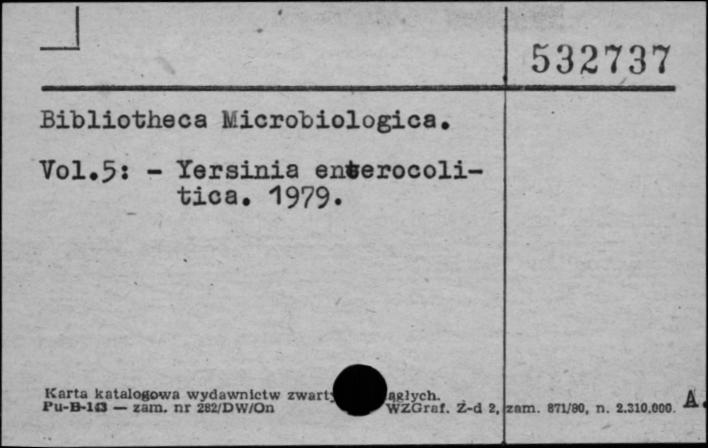 532737
Bibliotheca Microbiologica.
Vol.5: - Yersinia enterocoli-
tica. 1979.
Karta katalogowa wydawnictw zwart ągłych.
Pu-B-143 — zam. nr 282/DW/On WZGraf. Z-d 2, zam. 871/80, n. 2.310.000. A.